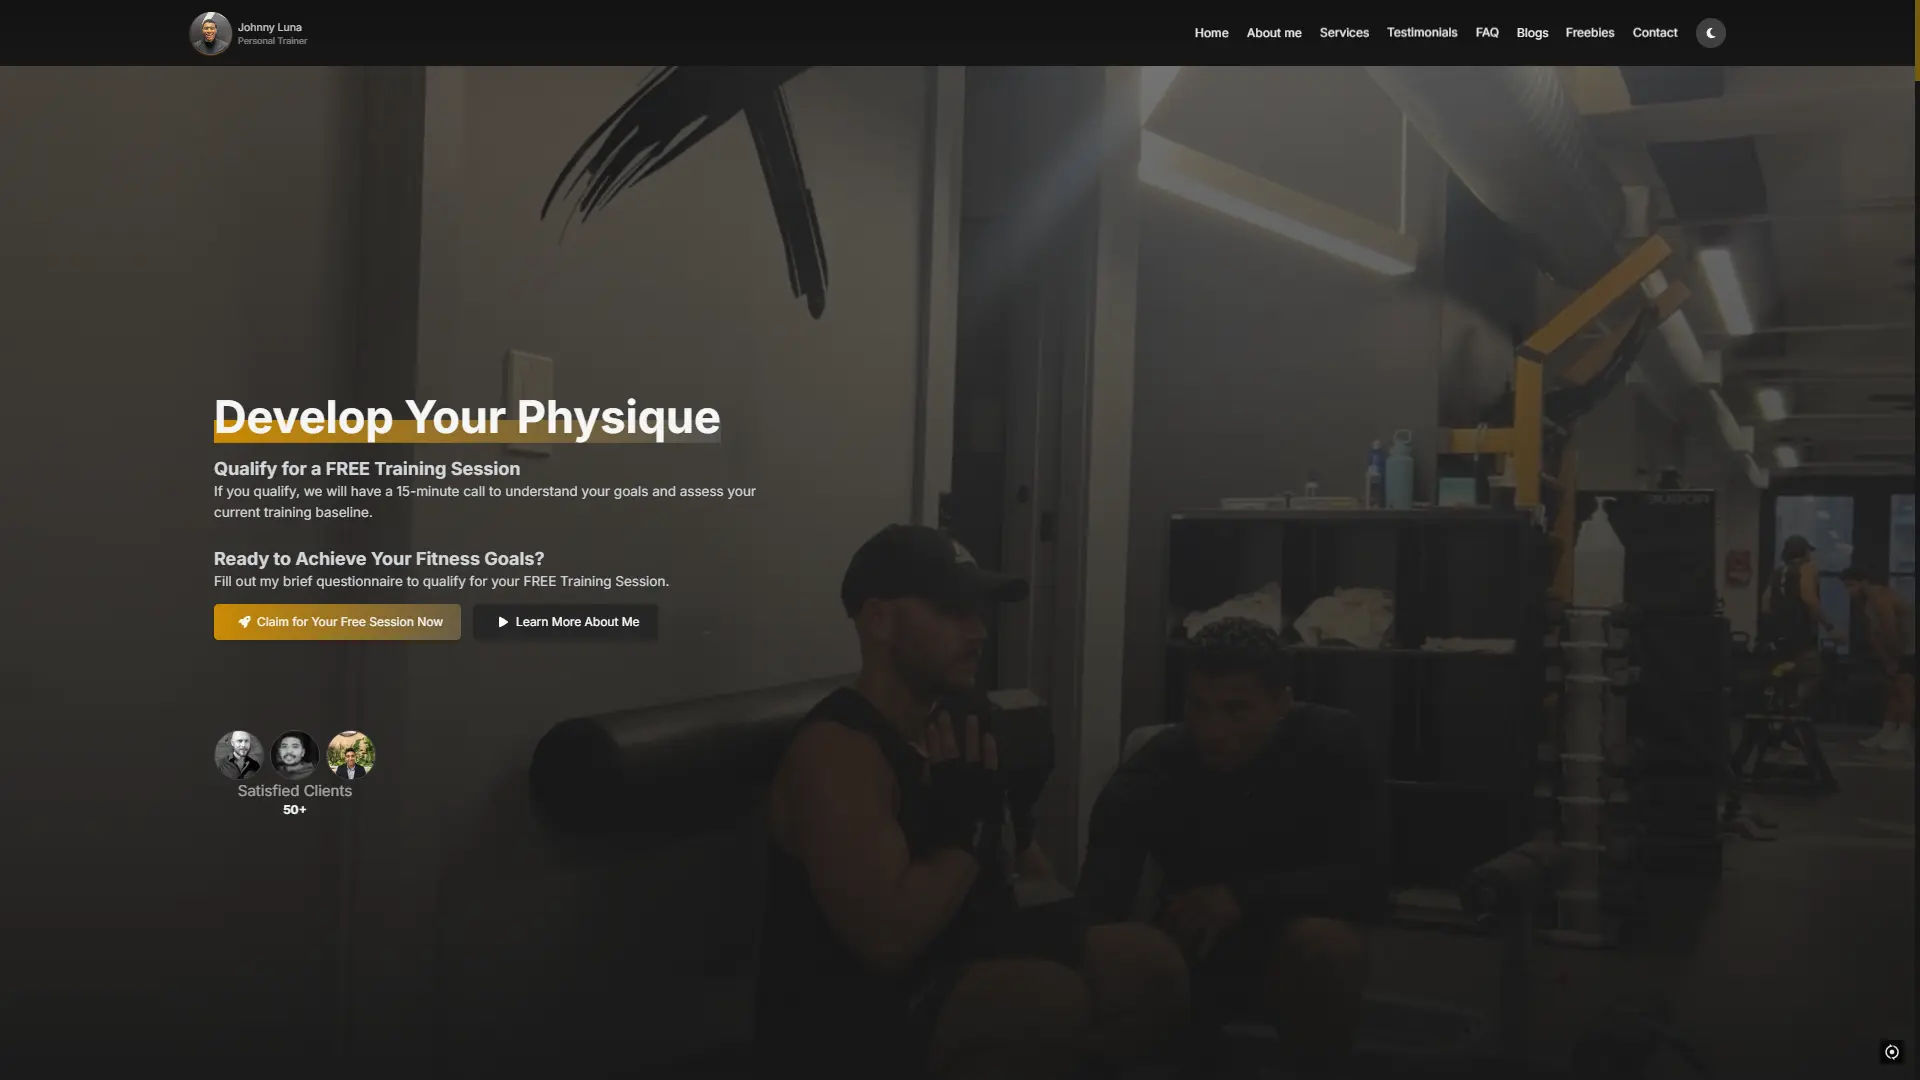 Johnny Luna
Personal Trainer
Home
About me
Services
Testimonials
FAQ
Blogs
Freebies
Contact
Develop Your Physique
Qualify for a FREE Training Session
If you qualify, we will have a 15-minute call to understand your goals and assess your
current training baseline.
Ready to Achieve Your Fitness Goals?
Fill out my brief questionnaire to qualify for your FREE Training Session.
Claim for Your Free Session Now
Learn More About Me
Satisfied Clients
50+